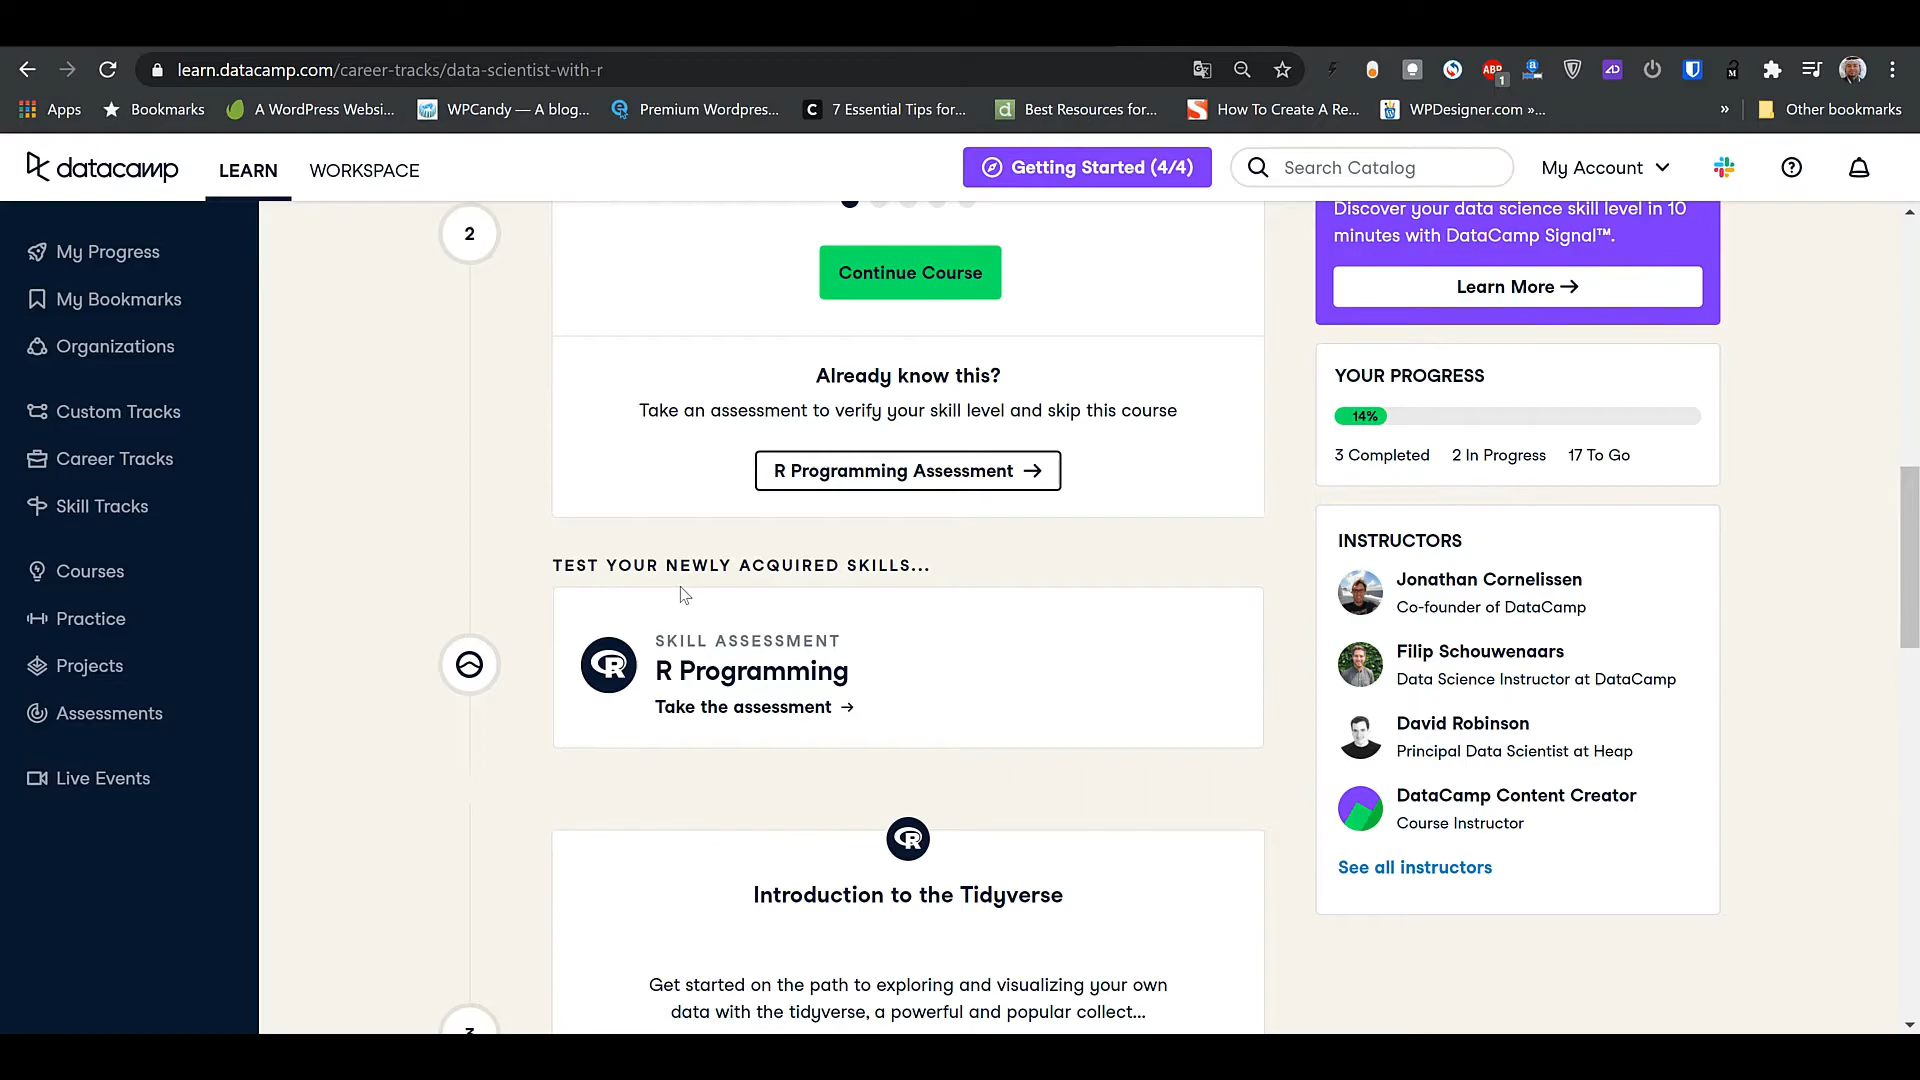 learn.datacamp.com/career-tracks/data-scientist-with-r
ABP
1
Apps
Bookmarks
A WordPress Websi...
WPCandy — A blog...
Premium Wordpres...
7 Essential Tips for...
Best Resources for...
How To Create A Re...
WPDesigner.com »...
»
Other bookmarks
datacamp
LEARN
WORKSPACE
Getting Started (4/4)
Search Catalog
My Account
My Progress
My Bookmarks
Organizations
Custom Tracks
Career Tracks
Skill Tracks
Courses
Practice
Projects
Assessments
Live Events
2
Continue Course
Already know this?
Take an assessment to verify your skill level and skip this course
R Programming Assessment →
TEST YOUR NEWLY ACQUIRED SKILLS...
SKILL ASSESSMENT
R Programming
Take the assessment →
Introduction to the Tidyverse
Get started on the path to exploring and visualizing your own
data with the tidyverse, a powerful and popular collect...
3
Discover your data science skill level in 10
minutes with DataCamp Signal™.
Learn More →
YOUR PROGRESS
14%
3 Completed 2 In Progress 17 To Go
INSTRUCTORS
Jonathan Cornelissen
Co-founder of DataCamp
Filip Schouwenaars
Data Science Instructor at DataCamp
David Robinson
Principal Data Scientist at Heap
DataCamp Content Creator
Course Instructor
See all instructors